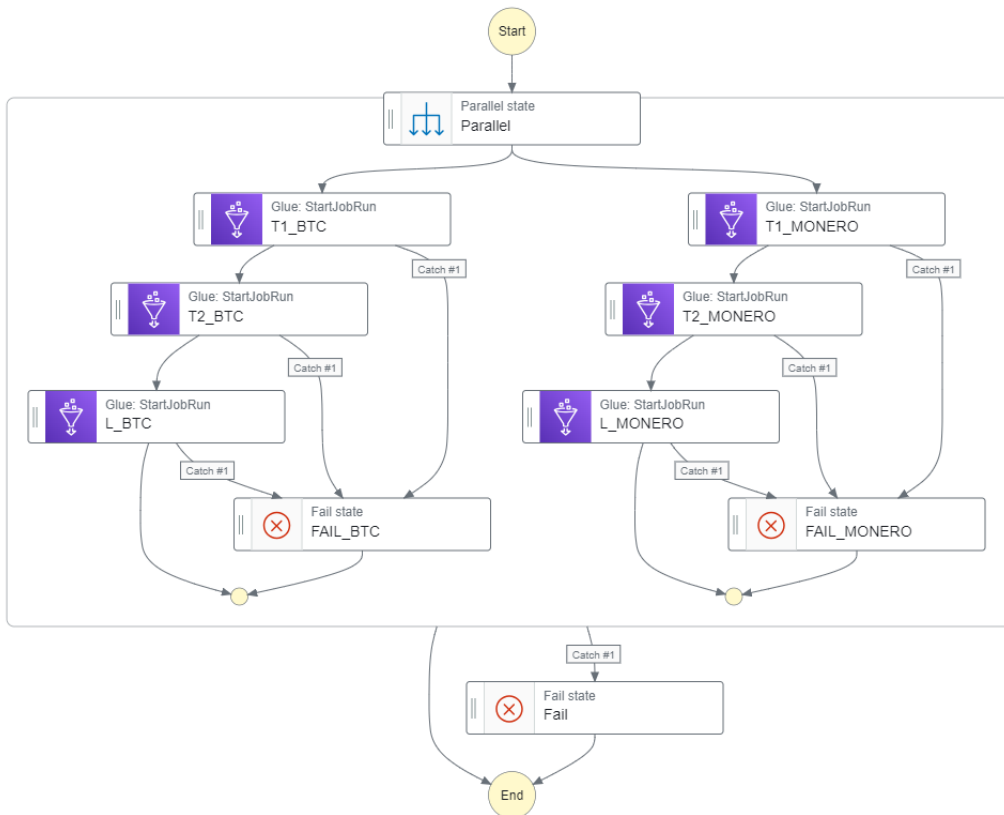 Start
Parallel state
Parallel
Glue: StartJobRun
T1_BTC
Glue: StartJobRun
T1_MONERO
Catch #1
Catch #1
Glue: StartJobRun
T2_BTC
Glue: StartJobRun
T2_MONERO
Catch #1
Catch #1
Glue: StartJobRun
L_BTC
Glue: StartJobRun
L_MONERO
Catch #1
Catch #1
Fail state
FAIL_BTC
Fail state
FAIL_MONERO
Catch #1
Fail state
Fail
End